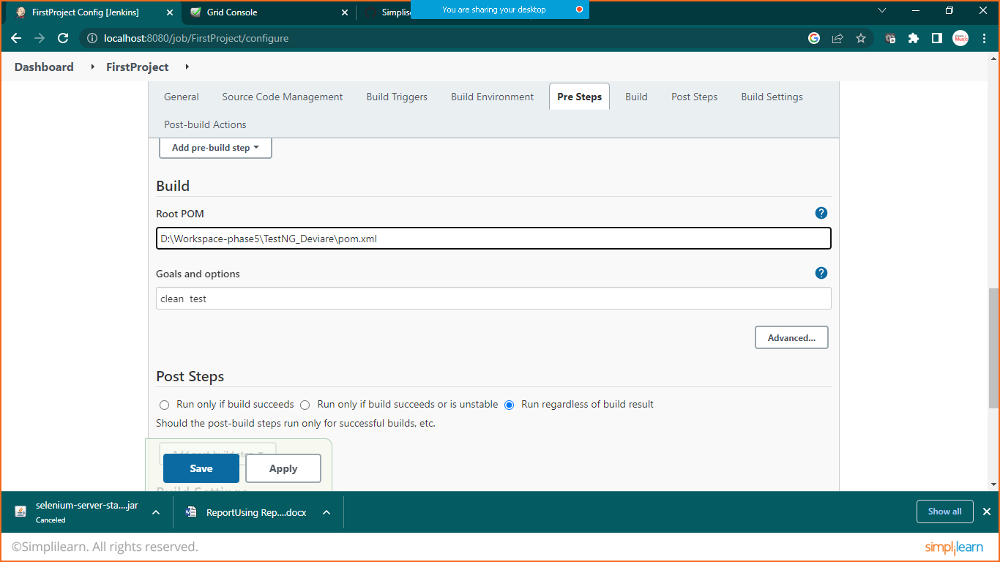 FirstProject Config [Jenkins]
Grid Console
Simplise
You are sharing your desktop
localhost:8080/job/FirstProject/configure
Dashboard
FirstProject
General
Source Code Management
Build Triggers
Build Environment
Pre Steps
Build
Post Steps
Build Settings
Post-build Actions
Add pre-build step
Build
Root POM
D:\Workspace-phase5\TestNG_Deviare\pom.xml
Goals and options
clean  test
Advanced...
Post Steps
Run only if build succeeds
Run only if build succeeds or is unstable
Run regardless of build result
Should the post-build steps run only for successful builds, etc.
Add post-build step
Save
Apply
Build Settings
selenium-server-sta....jar
Canceled
ReportUsing Rep....docx
Show all
©Simplilearn. All rights reserved.
simplilearn